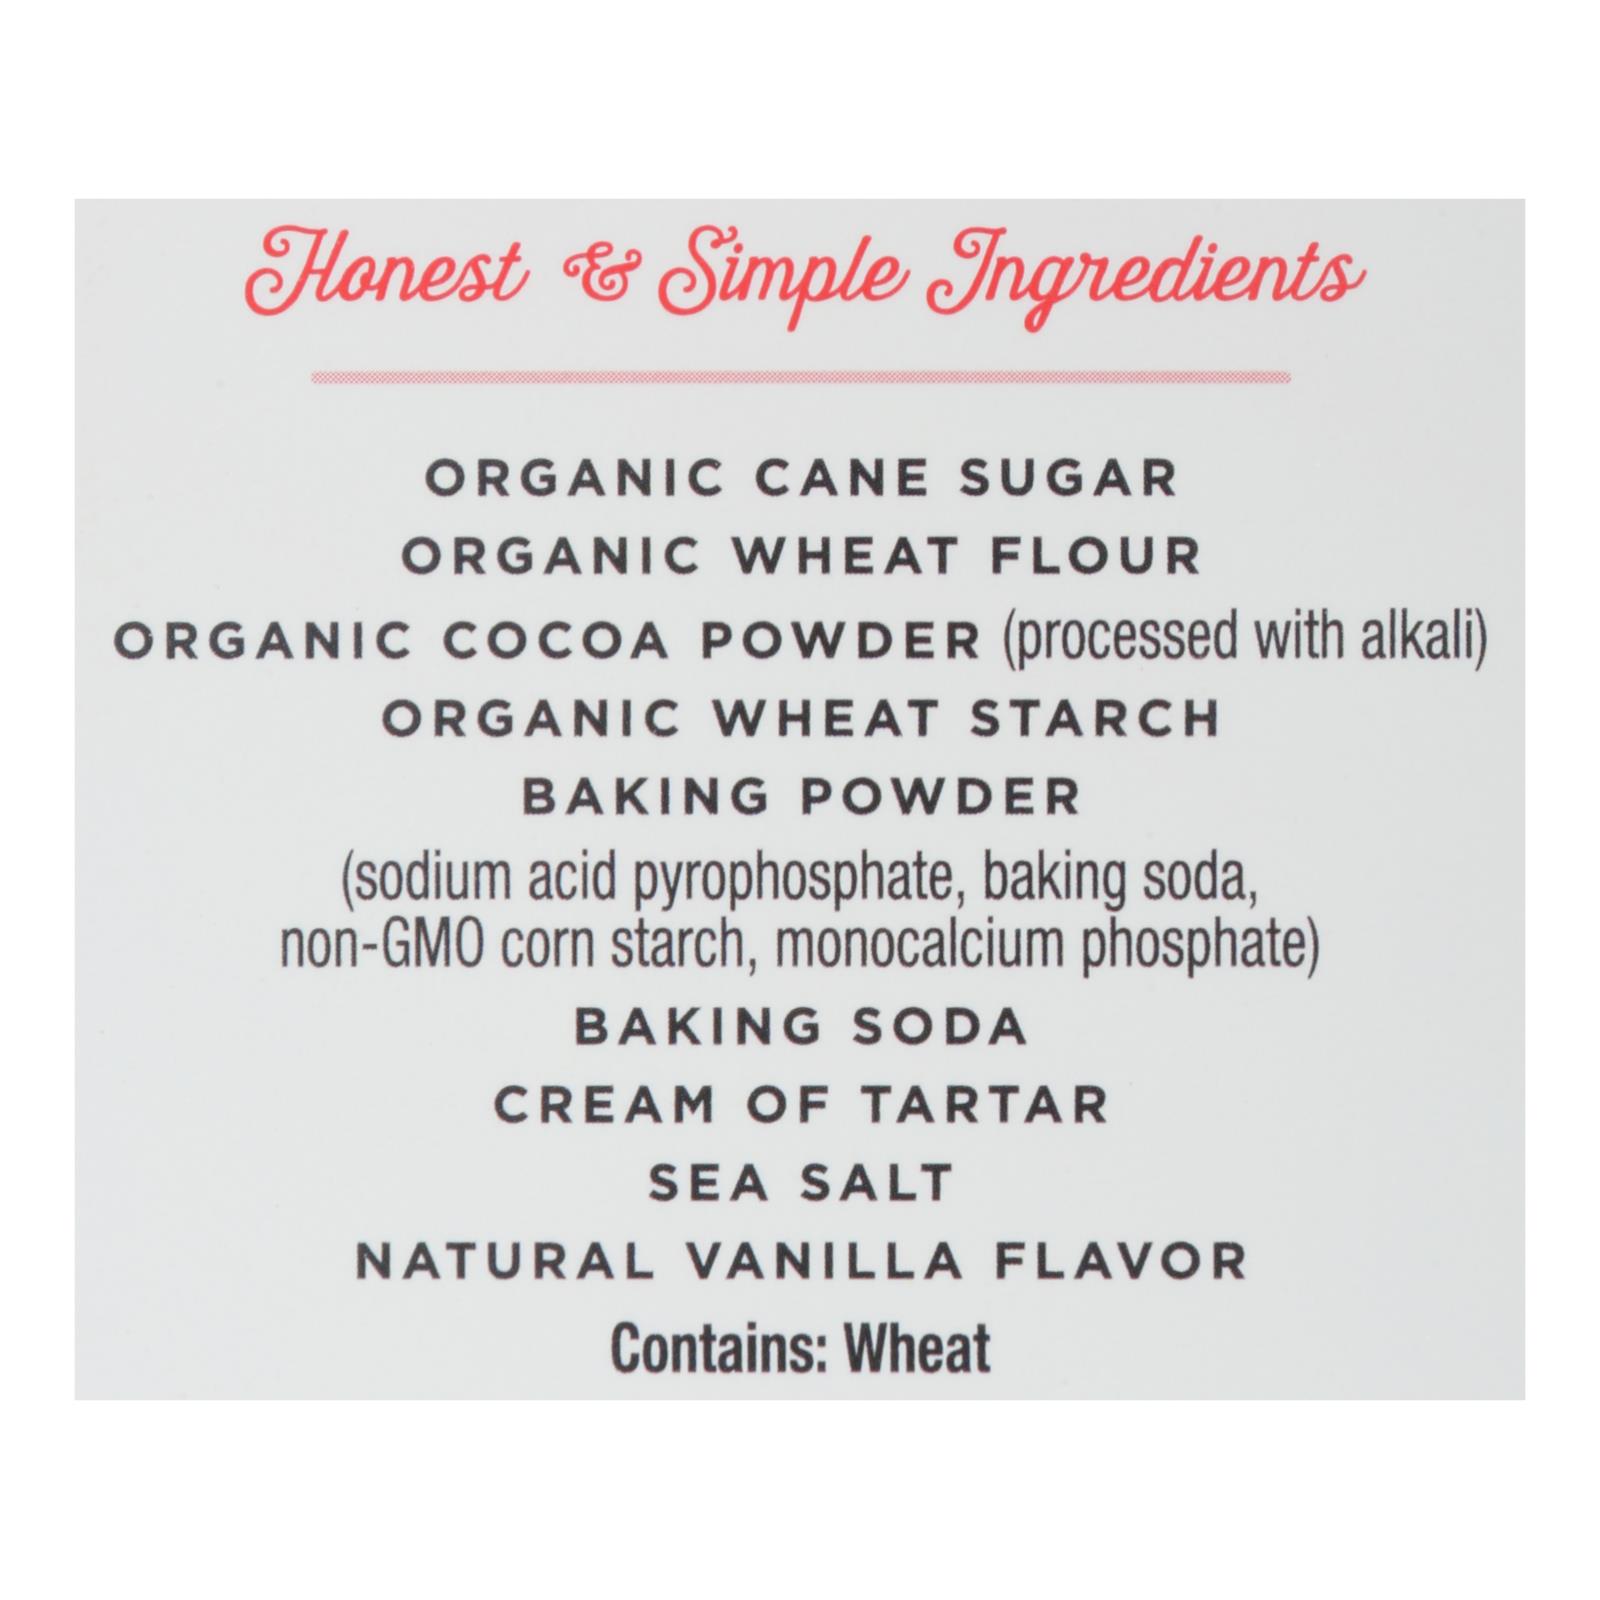 Honest & Simple Ingredients
ORGANIC CANE SUGAR
ORGANIC WHEAT FLOUR
ORGANIC COCOA POWDER (processed with alkali)
ORGANIC WHEAT STARCH
BAKING POWDER
(sodium acid pyrophosphate, baking soda,
non-GMO corn starch, monocalcium phosphate)
BAKING SODA
CREAM OF TARTAR
SEA SALT
NATURAL VANILLA FLAVOR
Contains: Wheat